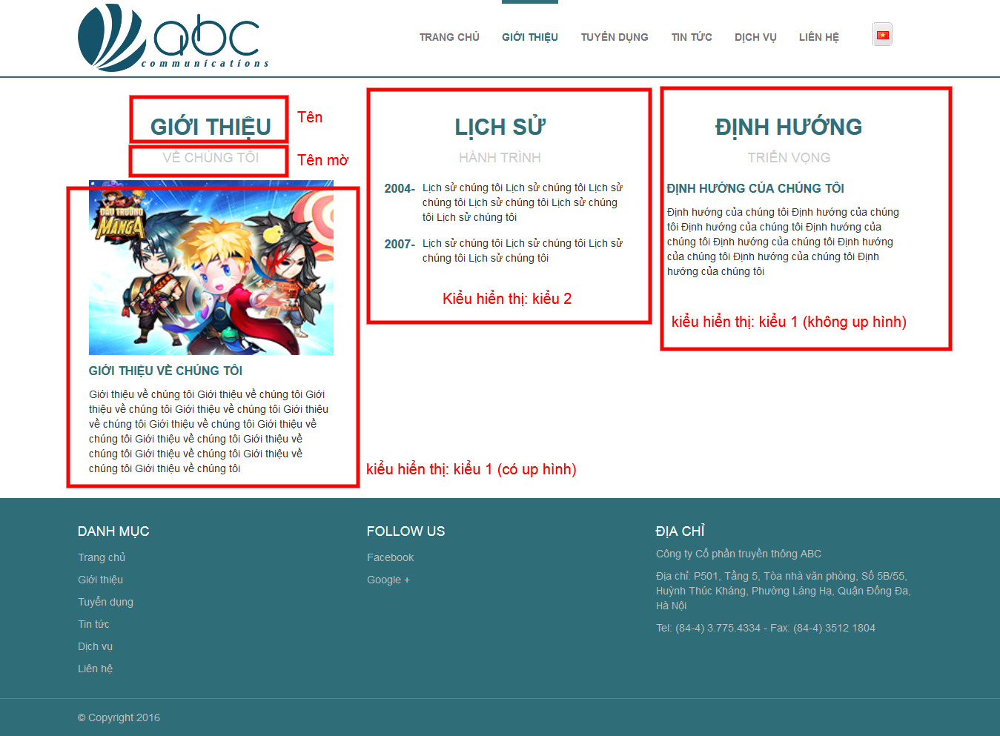 abc
communications
TRANG CHỦ
GIỚI THIỆU
TUYỂN DỤNG
TIN TỨC
DỊCH VỤ
LIÊN HỆ
GIỚI THIỆU
Tên
VỀ CHÚNG TÔI
Tên mờ
ĐẤU TRƯỜNG
MANGA
GIỚI THIỆU VỀ CHÚNG TÔI
Giới thiệu về chúng tôi Giới thiệu về chúng tôi Giới
thiệu về chúng tôi Giới thiệu về chúng tôi Giới thiệu
về chúng tôi Giới thiệu về chúng tôi Giới thiệu về
chúng tôi Giới thiệu về chúng tôi Giới thiệu về
chúng tôi Giới thiệu về chúng tôi Giới thiệu về
chúng tôi Giới thiệu về chúng tôi
kiểu hiển thị: kiểu 1 (có up hình)
LỊCH SỬ
HÀNH TRÌNH
2004-
Lịch sử chúng tôi Lịch sử chúng tôi Lịch sử
chúng tôi Lịch sử chúng tôi Lịch sử chúng
tôi Lịch sử chúng tôi
2007-
Lịch sử chúng tôi Lịch sử chúng tôi Lịch sử
chúng tôi Lịch sử chúng tôi
Kiểu hiển thị: kiểu 2
ĐỊNH HƯỚNG
TRIỂN VỌNG
ĐỊNH HƯỚNG CỦA CHÚNG TÔI
Định hướng của chúng tôi Định hướng của chúng
tôi Định hướng của chúng tôi Định hướng của
chúng tôi Định hướng của chúng tôi Định hướng
của chúng tôi Định hướng của chúng tôi Định
hướng của chúng tôi
kiểu hiển thị: kiểu 1 (không up hình)
DANH MỤC
Trang chủ
Giới thiệu
Tuyển dụng
Tin tức
Dịch vụ
Liên hệ
FOLLOW US
Facebook
Google +
ĐỊA CHỈ
Công ty Cổ phần truyền thông ABC
Địa chỉ: P501, Tầng 5, Tòa nhà văn phòng, Số 5B/55,
Huỳnh Thúc Kháng, Phường Láng Hạ, Quận Đống Đa,
Hà Nội
Tel: (84-4) 3.775.4334 - Fax: (84-4) 3512 1804
© Copyright 2016